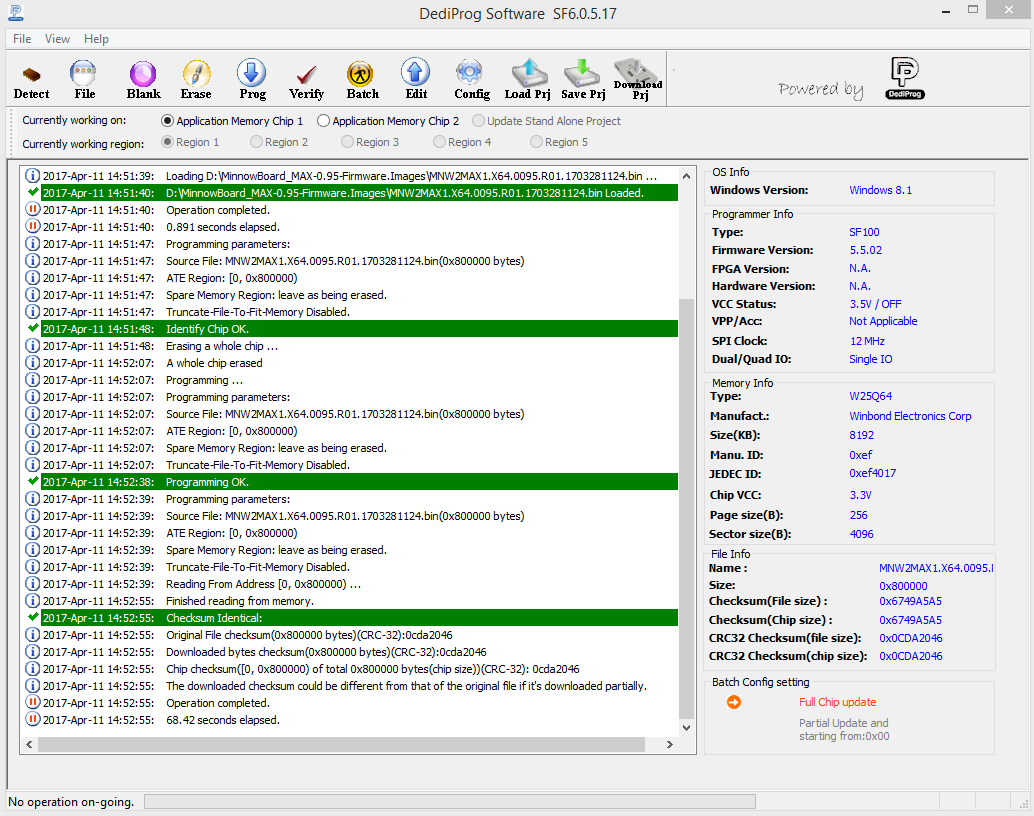 DediProg Software SF6.0.5.17
File View Help
Detect File Blank Erase Prog Verify Batch Edit Config Load Prj Save Prj Download Prj
Powered by DediProg
Currently working on: Application Memory Chip 1 Application Memory Chip 2 Update Stand Alone Project
Currently working region: Region 1 Region 2 Region 3 Region 4 Region 5
2017-Apr-11 14:51:39: Loading D:\MinnowBoard_MAX-0.95-Firmware.Images\MNW2MAX1.X64.0095.R01.1703281124.bin ...
2017-Apr-11 14:51:40: D:\MinnowBoard_MAX-0.95-Firmware.Images\MNW2MAX1.X64.0095.R01.1703281124.bin Loaded.
2017-Apr-11 14:51:40: Operation completed.
2017-Apr-11 14:51:40: 0.891 seconds elapsed.
2017-Apr-11 14:51:47: Programming parameters:
2017-Apr-11 14:51:47: Source File: MNW2MAX1.X64.0095.R01.1703281124.bin(0x800000 bytes)
2017-Apr-11 14:51:47: ATE Region: [0, 0x800000)
2017-Apr-11 14:51:47: Spare Memory Region: leave as being erased.
2017-Apr-11 14:51:47: Truncate-File-To-Fit-Memory Disabled.
2017-Apr-11 14:51:48: Identify Chip OK.
2017-Apr-11 14:51:48: Erasing a whole chip ...
2017-Apr-11 14:52:07: A whole chip erased
2017-Apr-11 14:52:07: Programming ...
2017-Apr-11 14:52:07: Programming parameters:
2017-Apr-11 14:52:07: Source File: MNW2MAX1.X64.0095.R01.1703281124.bin(0x800000 bytes)
2017-Apr-11 14:52:07: ATE Region: [0, 0x800000)
2017-Apr-11 14:52:07: Spare Memory Region: leave as being erased.
2017-Apr-11 14:52:07: Truncate-File-To-Fit-Memory Disabled.
2017-Apr-11 14:52:38: Programming OK.
2017-Apr-11 14:52:39: Programming parameters:
2017-Apr-11 14:52:39: Source File: MNW2MAX1.X64.0095.R01.1703281124.bin(0x800000 bytes)
2017-Apr-11 14:52:39: ATE Region: [0, 0x800000)
2017-Apr-11 14:52:39: Spare Memory Region: leave as being erased.
2017-Apr-11 14:52:39: Truncate-File-To-Fit-Memory Disabled.
2017-Apr-11 14:52:39: Reading From Address [0, 0x800000) ...
2017-Apr-11 14:52:55: Finished reading from memory.
2017-Apr-11 14:52:55: Checksum Identical:
2017-Apr-11 14:52:55: Original File checksum(0x800000 bytes)(CRC-32):0cda2046
2017-Apr-11 14:52:55: Downloaded bytes checksum(0x800000 bytes)(CRC-32):0cda2046
2017-Apr-11 14:52:55: Chip checksum([0, 0x800000) of total 0x800000 bytes(chip size))(CRC-32): 0cda2046
2017-Apr-11 14:52:55: The downloaded checksum could be different from that of the original file if it's downloaded partially.
2017-Apr-11 14:52:55: Operation completed.
2017-Apr-11 14:52:55: 68.42 seconds elapsed.
OS Info
Windows Version: Windows 8.1
Programmer Info
Type: SF100
Firmware Version: 5.5.02
FPGA Version: N.A.
Hardware Version: N.A.
VCC Status: 3.5V / OFF
VPP/Acc: Not Applicable
SPI Clock: 12 MHz
Dual/Quad IO: Single IO
Memory Info
Type: W25Q64
Manufact.: Winbond Electronics Corp
Size(KB): 8192
Manu. ID: 0xef
JEDEC ID: 0xef4017
Chip VCC: 3.3V
Page size(B): 256
Sector size(B): 4096
File Info
Name : MNW2MAX1.X64.0095.
Size: 0x800000
Checksum(File size) : 0x6749A5A5
Checksum(Chip size) : 0x6749A5A5
CRC32 Checksum(file size): 0x0CDA2046
CRC32 Checksum(chip size): 0x0CDA2046
Batch Config setting
Full Chip update
Partial Update and
starting from:0x00
No operation on-going.